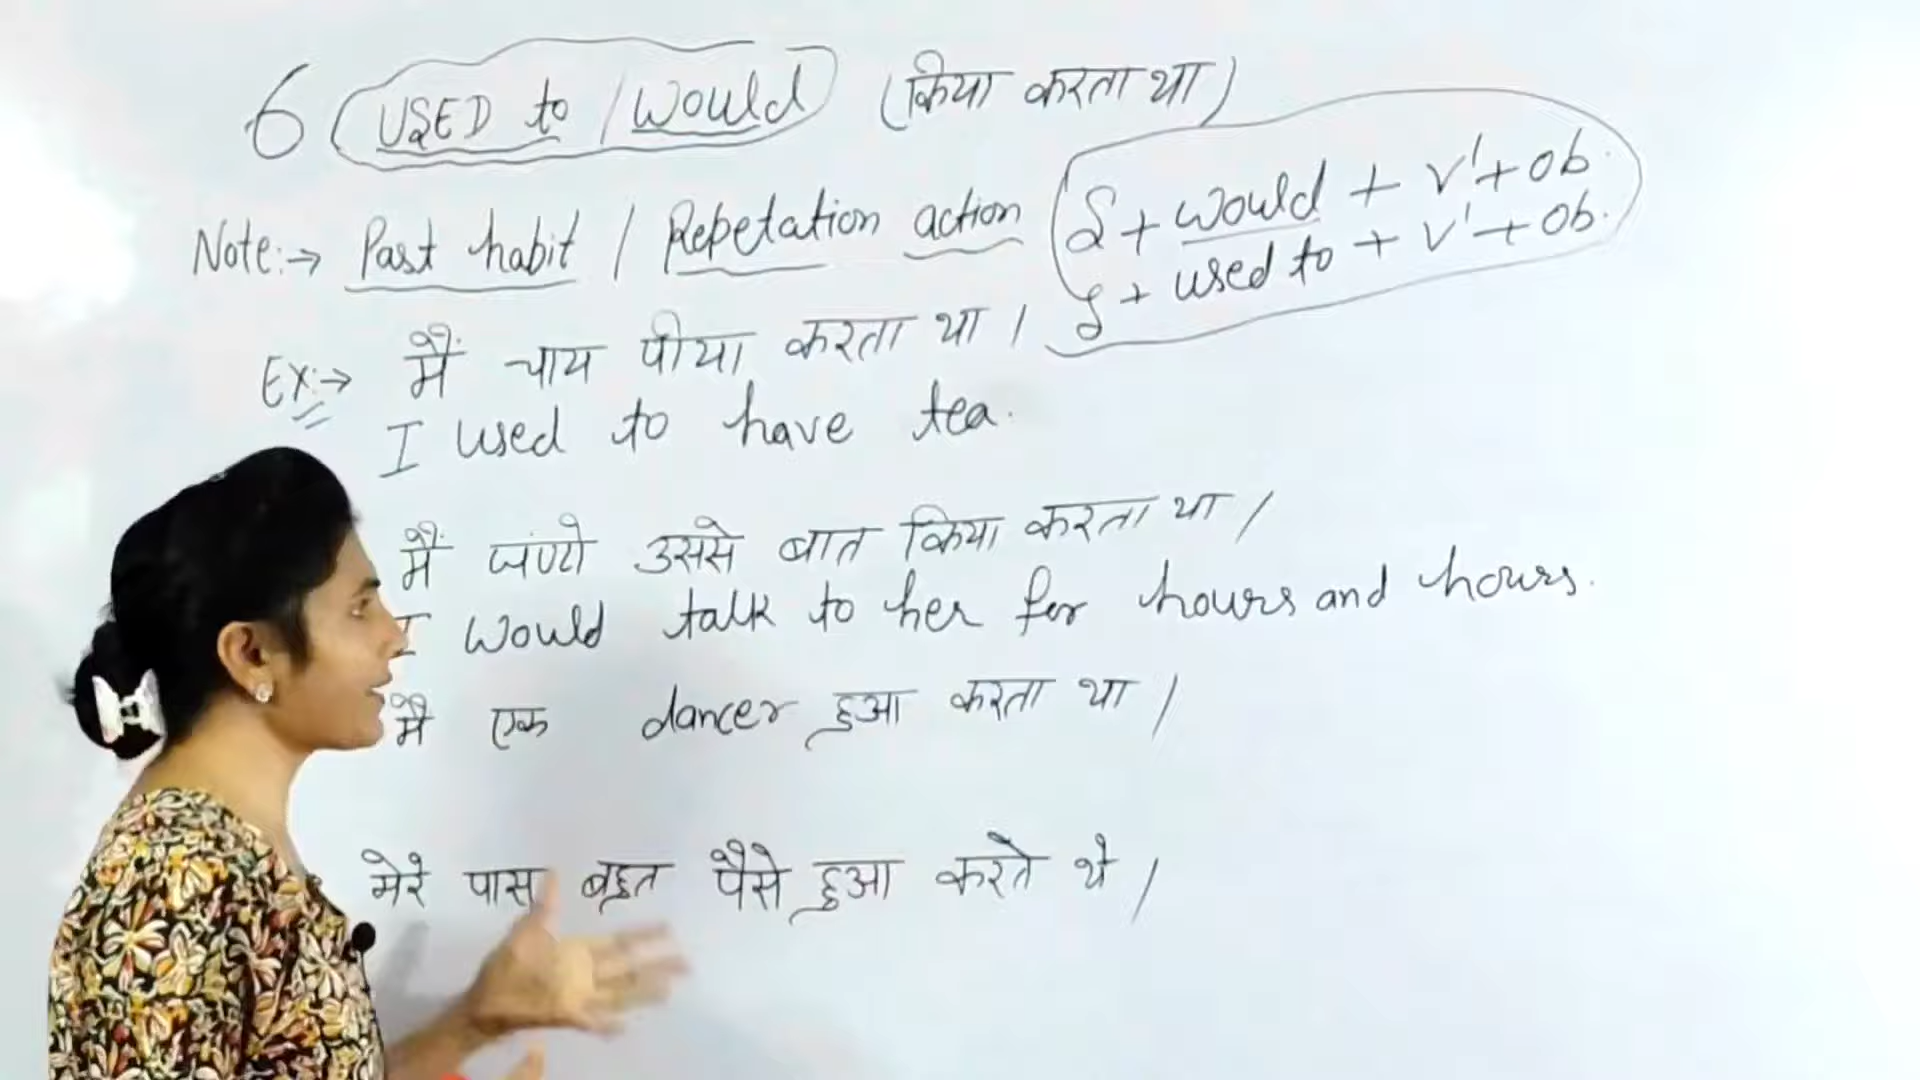 6 USED to / Would (किया करता था)
Note:→ Past habit / Repetation action
S + would + V¹ + ob.
S + used to + V¹ + ob.
Ex:→ मैं चाय पीया करता था।
I used to have tea.
मैं घंण्टो उससे बात किया करता था।
I would talk to her for hours and hours.
मै एक dancer हुआ करता था।
मेरे पास बहुत पैसे हुआ करते थे।